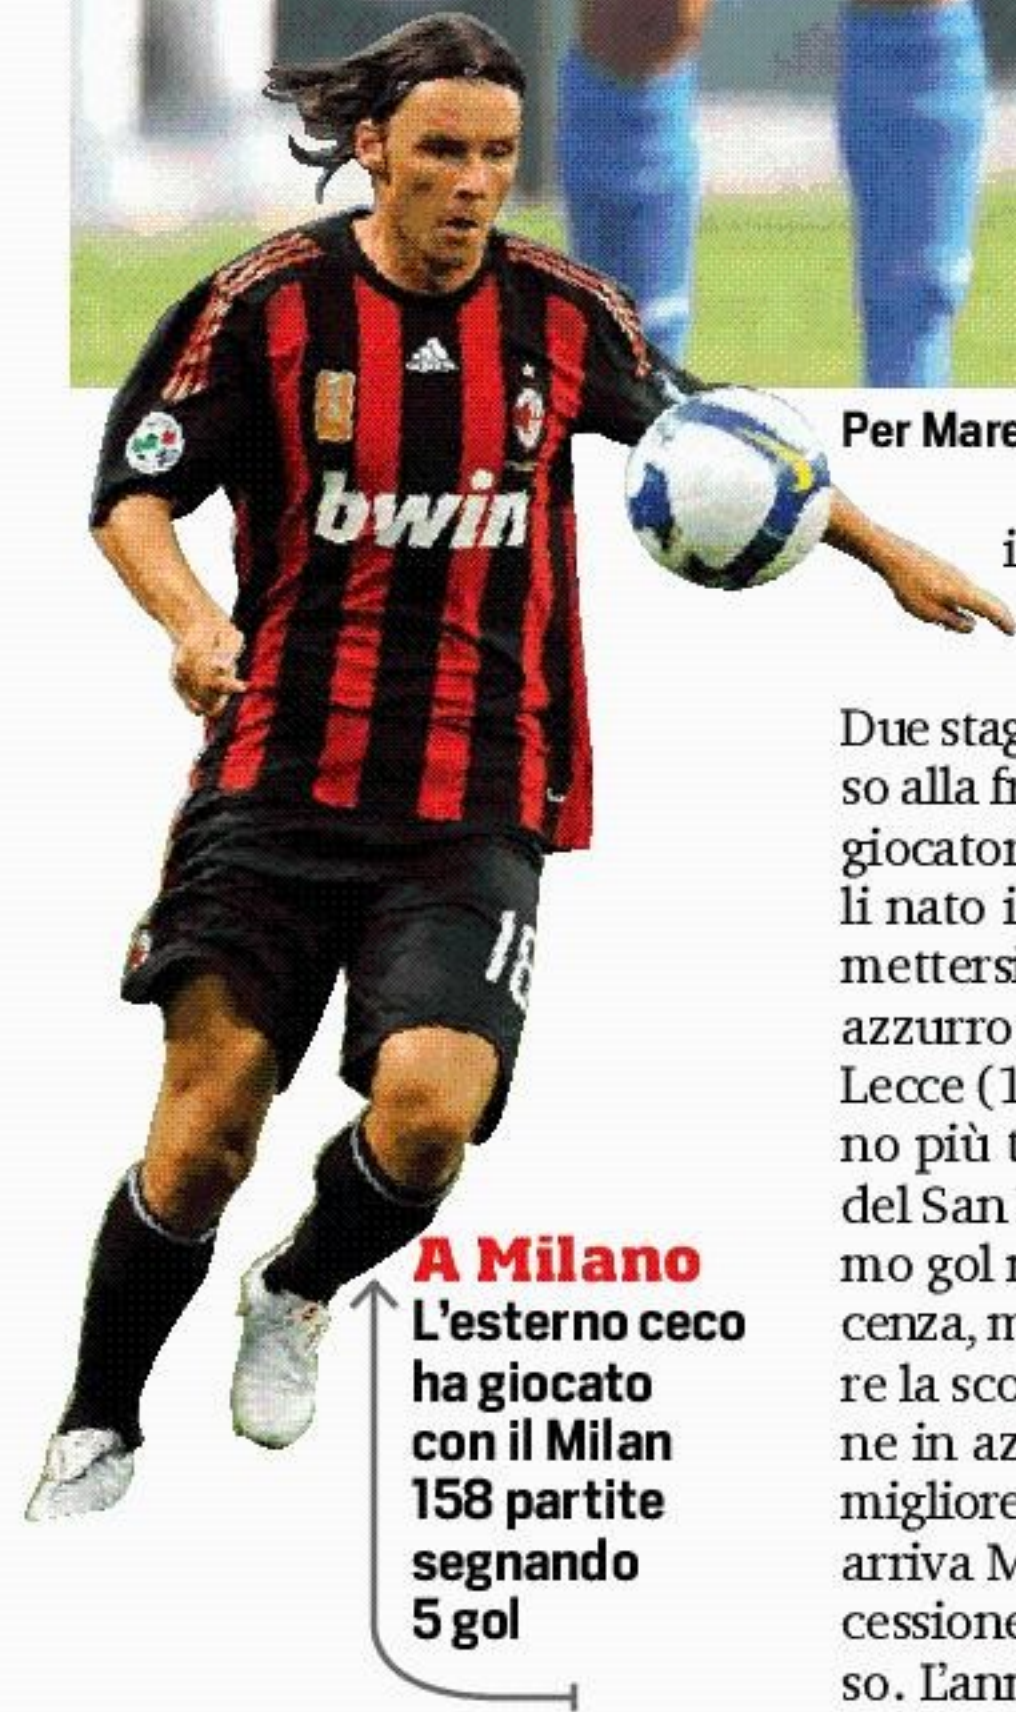 bwin
18
Per Mare
i
A Milano
L'esterno ceco
ha giocato
con il Milan
158 partite
segnando
5 gol
Due stag
so alla fr
giocator
li nato i
mettersi
azzurro
Lecce (1
no più t
del San
mo gol r
cenza, m
re la sco
ne in az
migliore
arriva M
cessione
so. L'ann